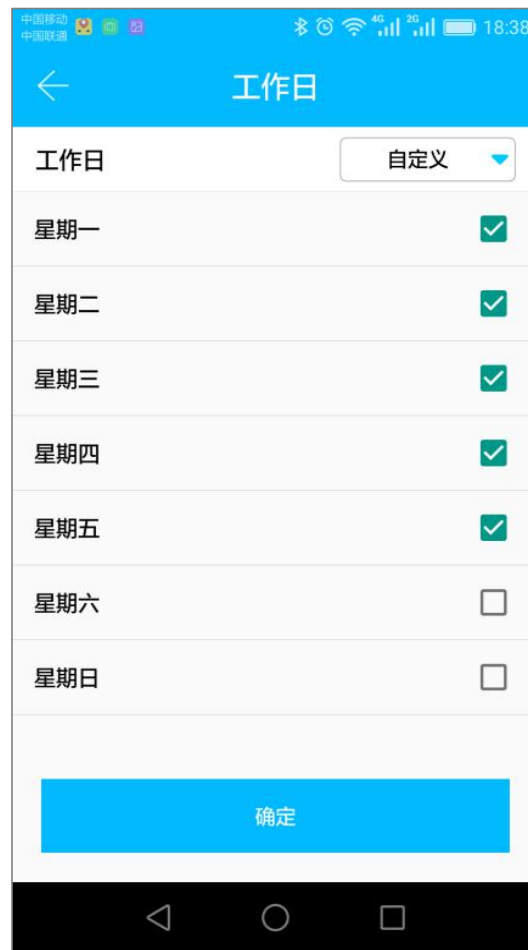 中国移动
中国联通
4G 2G 18:38
工作日
工作日 自定义
星期一
星期二
星期三
星期四
星期五
星期六
星期日
确定